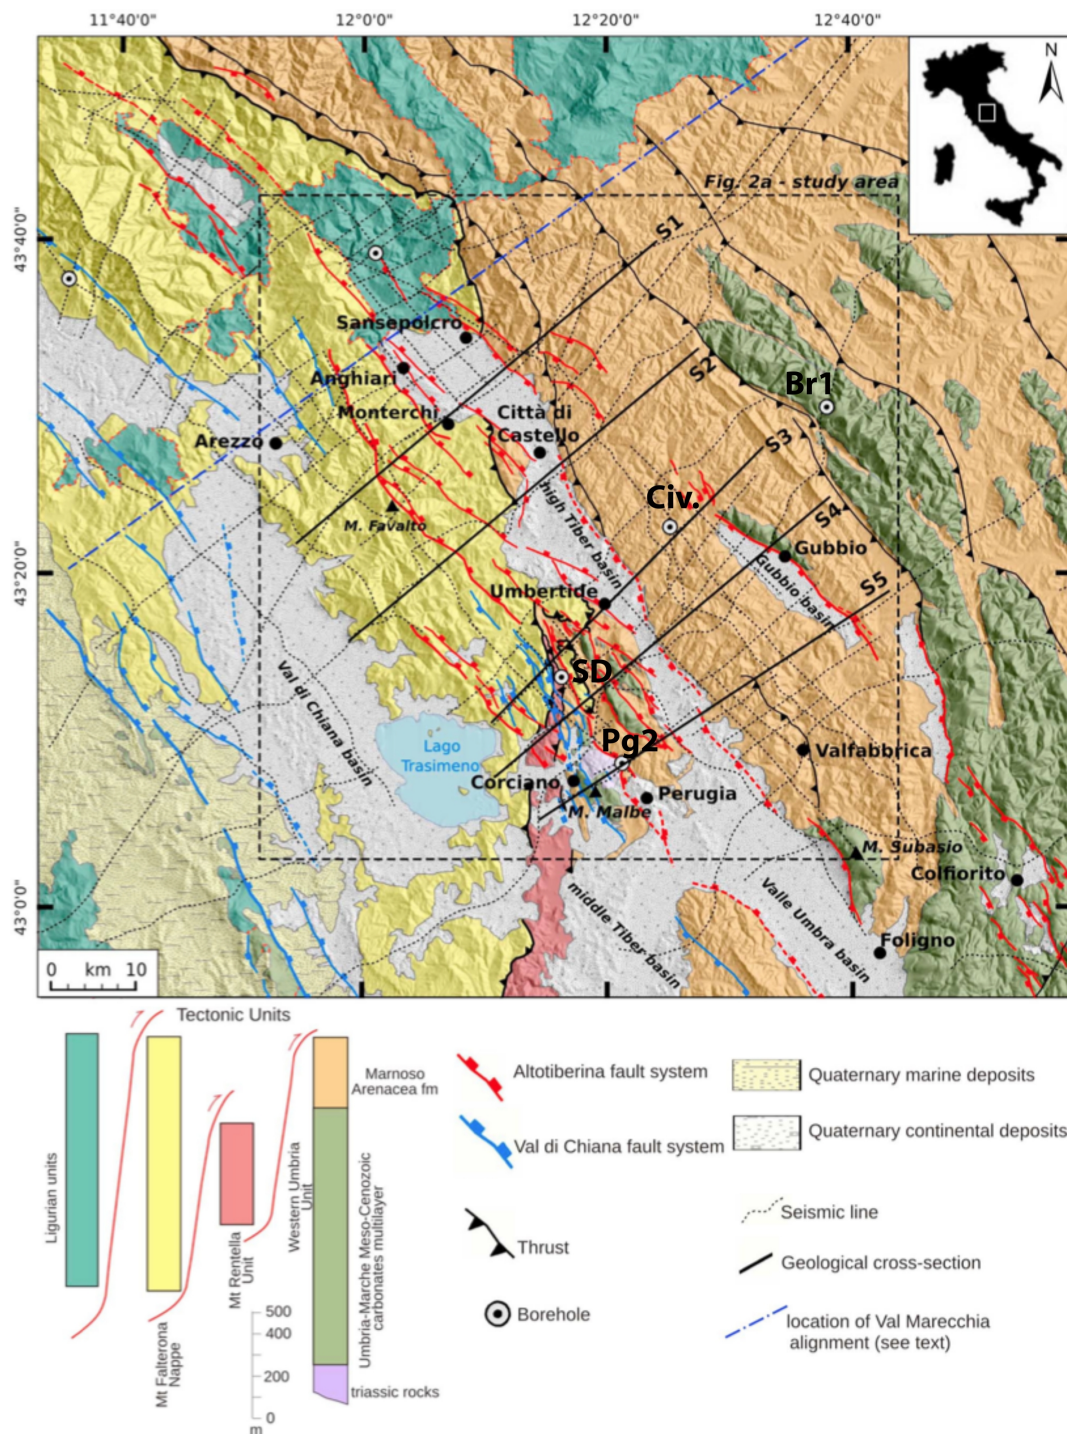 11°40'0"
12°0'0"
12°20'0"
12°40'0"
N
Fig. 2a - study area
S1
43°40'0"
Sansepolcro
S2
Anghiari
Br1
Monterchi
Città di
Castello
S3
Arezzo
high Tiber basin
Civ.
M. Favalto
S4
Gubbio
43°20'0"
Gubbio basin
S5
Umbertide
Val di Chiana basin
SD
Pg2
Lago
Trasimeno
Valfabbrica
Corciano
Perugia
M. Malbe
M. Subasio
Colfiorito
43°0'0"
middle Tiber basin
Valle Umbra basin
Foligno
0 km 10
Tectonic Units
Ligurian units
Mt Falterona
Nappe
Mt Rentella
Unit
Western Umbria
Unit
Marnoso
Arenacea fm
Umbria-Marche Meso-Cenozoic
carbonates multilayer
triassic rocks
500
400
200
0
m
Altotiberina fault system
Val di Chiana fault system
Thrust
Borehole
Quaternary marine deposits
Quaternary continental deposits
Seismic line
Geological cross-section
location of Val Marecchia
alignment (see text)